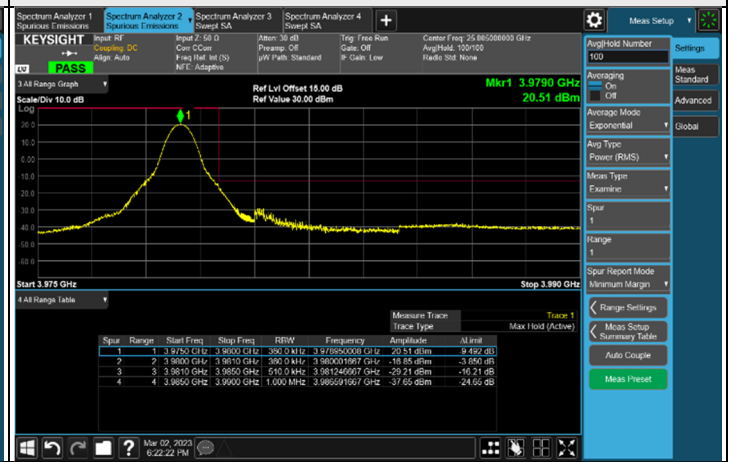 Spectrum Analyzer 1
Spurious Emissions
Spectrum Analyzer 2
Spurious Emissions
Spectrum Analyzer 3
Swept SA
Spectrum Analyzer 4
Swept SA
+
Meas Setup
KEYSIGHT
LXI
PASS
Input: RF
Coupling: DC
Align: Auto
Input Z: 50 Ω
Corr CCorr
Freq Ref: Int (S)
NFE: Adaptive
Atten: 30 dB
Preamp: Off
µW Path: Standard
Trig: Free Run
Gate: Off
IF Gain: Low
Center Freq: 25.005000000 GHz
Avg|Hold: 100/100
Radio Std: None
3 All Range Graph
Scale/Div 10.0 dB
Ref Lvl Offset 15.00 dB
Ref Value 30.00 dBm
Mkr1 3.9790 GHz
20.51 dBm
Log
20.0
10.0
0.00
-10.0
-20.0
-30.0
-40.0
-50.0
-60.0
1
Start 3.975 GHz
Stop 3.990 GHz
4 All Range Table
Measure Trace Trace 1
Trace Type Max Hold (Active)
Spur Range Start Freq Stop Freq RBW Frequency Amplitude ΔLimit
1 1 3.9750 GHz 3.9800 GHz 360.0 kHz 3.978950008 GHz 20.51 dBm -9.492 dB
2 2 3.9800 GHz 3.9810 GHz 360.0 kHz 3.980001667 GHz -16.85 dBm -3.850 dB
3 3 3.9810 GHz 3.9850 GHz 510.0 kHz 3.981246667 GHz -29.21 dBm -16.21 dB
4 4 3.9850 GHz 3.9900 GHz 1.000 MHz 3.986591667 GHz -37.65 dBm -24.65 dB
Avg|Hold Number
100
Averaging
On
Off
Average Mode
Exponential
Avg Type
Power (RMS)
Meas Type
Examine
Spur
1
Range
1
Spur Report Mode
Minimum Margin
Range Settings
Meas Setup
Summary Table
Auto Couple
Meas Preset
Settings
Meas
Standard
Advanced
Global
?
Mar 02, 2023
6:22:22 PM